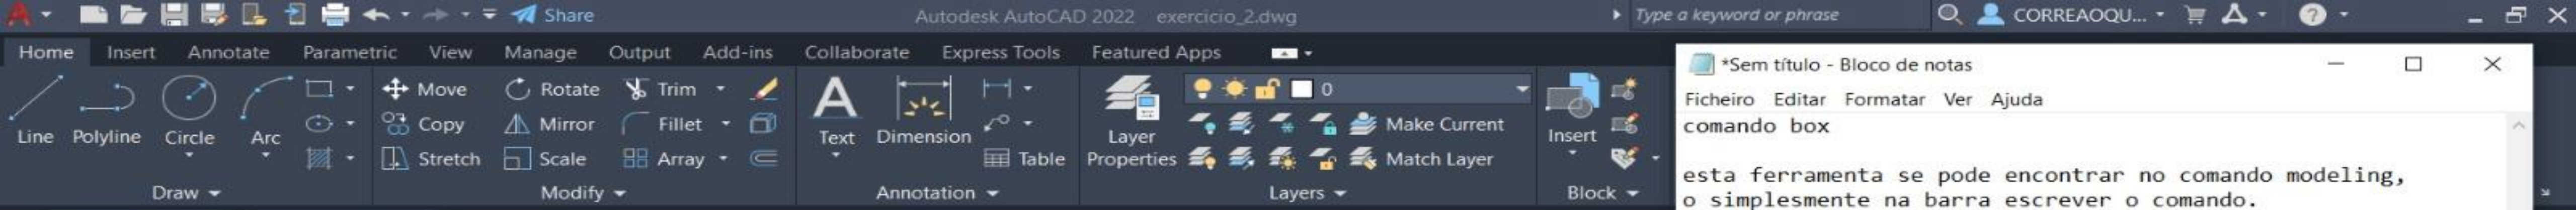 A Share Autodesk AutoCAD 2022 exercicio_2.dwg Type a keyword or phrase CORREAOQU... ?
Home Insert Annotate Parametric View Manage Output Add-ins Collaborate Express Tools Featured Apps
*Sem título - Bloco de notas
Ficheiro Editar Formatar Ver Ajuda
comando box
esta ferramenta se pode encontrar no comando modeling,
o simplesmente na barra escrever o comando.
Move Rotate Trim
Line Polyline Circle Arc
Copy Mirror Fillet
Stretch Scale Array
Draw Modify
A
Text Dimension
Table
Annotation
Layer
Properties
0
Make Current
Match Layer
Layers
Insert
Block